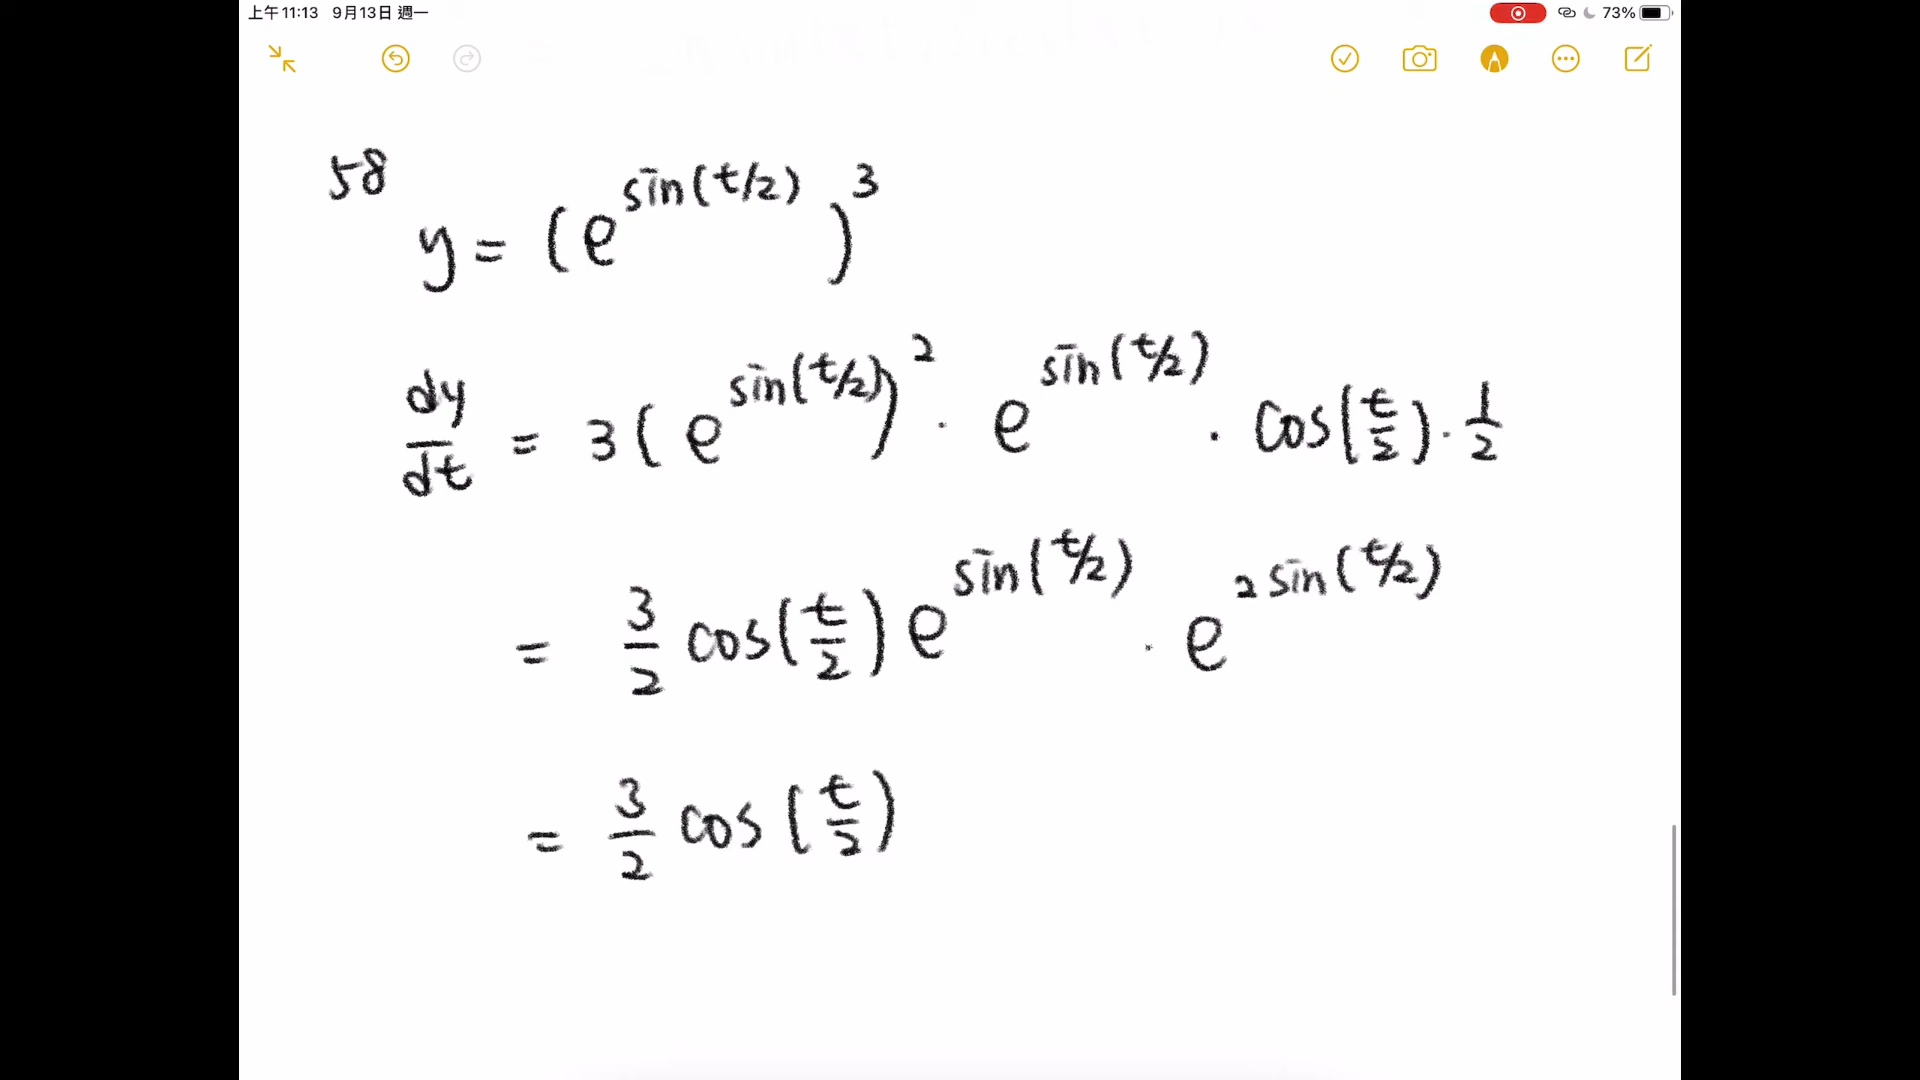 上午11:13 9月13日 週一 73%
58
y = (e^{sin(t/2)})^3
dy/dt = 3(e^{sin(t/2)})^2 · e^{sin(t/2)} · cos(t/2) · 1/2
= 3/2 cos(t/2) e^{sin(t/2)} · e^{2 sin(t/2)}
= 3/2 cos(t/2)